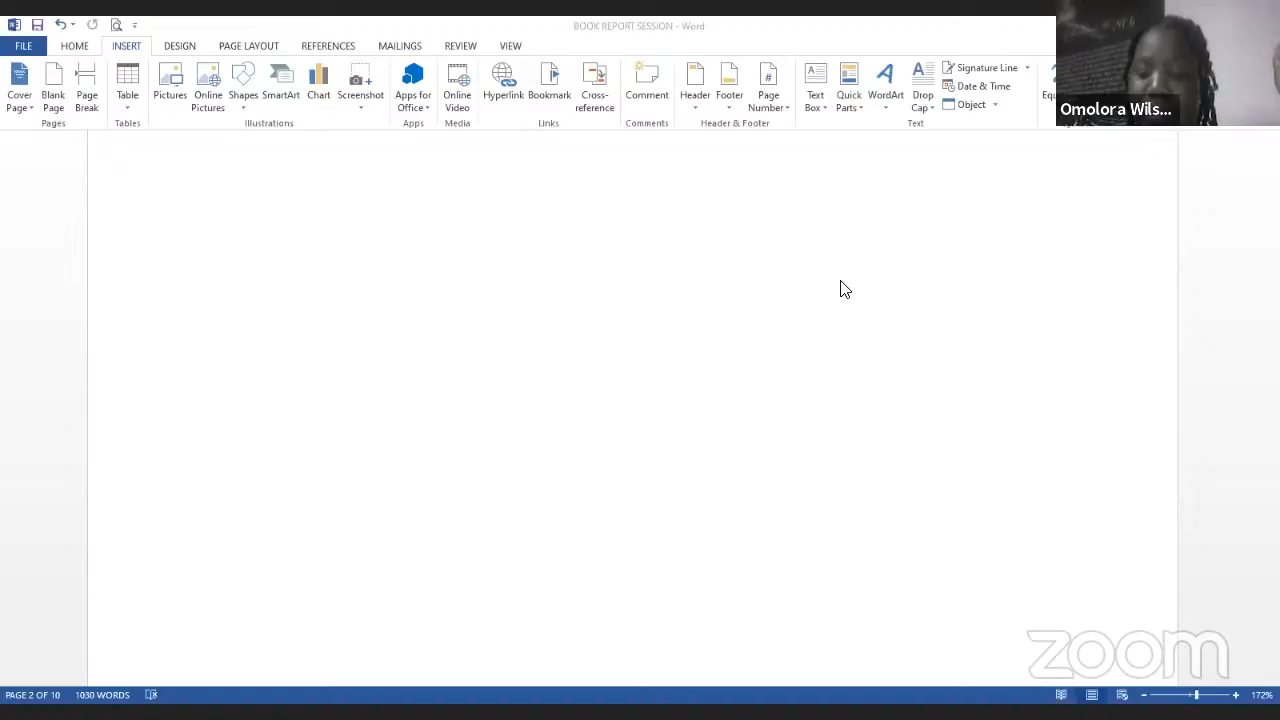 BOOK REPORT SESSION - Word
FILE HOME INSERT DESIGN PAGE LAYOUT REFERENCES MAILINGS REVIEW VIEW
Cover Page
Blank Page
Page Break
Table
Pictures
Online Pictures
Shapes
SmartArt
Chart
Screenshot
Apps for Office
Online Video
Hyperlink
Bookmark
Cross-reference
Comment
Header
Footer
Page Number
Text Box
Quick Parts
WordArt
Drop Cap
Signature Line
Date & Time
Object
Equ
Pages Tables Illustrations Apps Media Links Comments Header & Footer Text
Omolora Wils...
zoom
PAGE 2 OF 10 1030 WORDS 172%